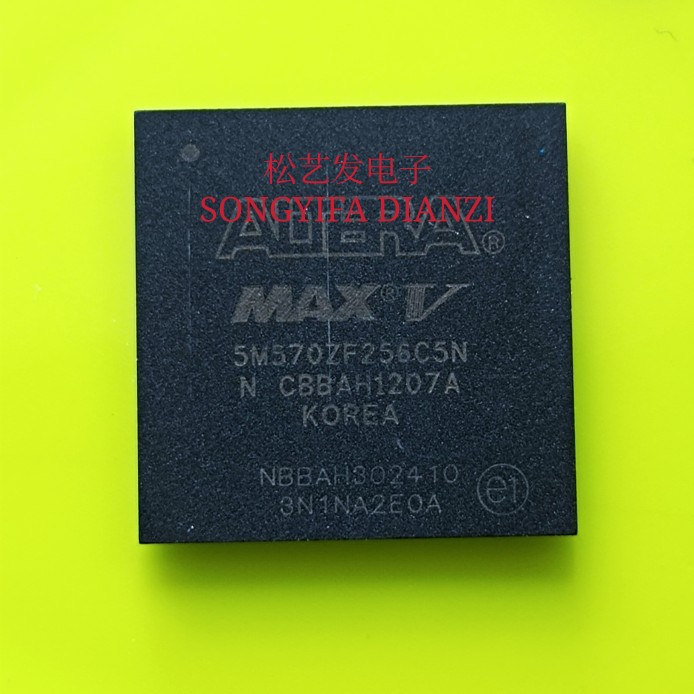 松艺发电子
SONGYIFA DIANZI
ALTERA®
MAX® V
5M570ZF256C5N
N CBBAH1207A
KOREA
NBBAH302410
3N1NA2E0A
e1